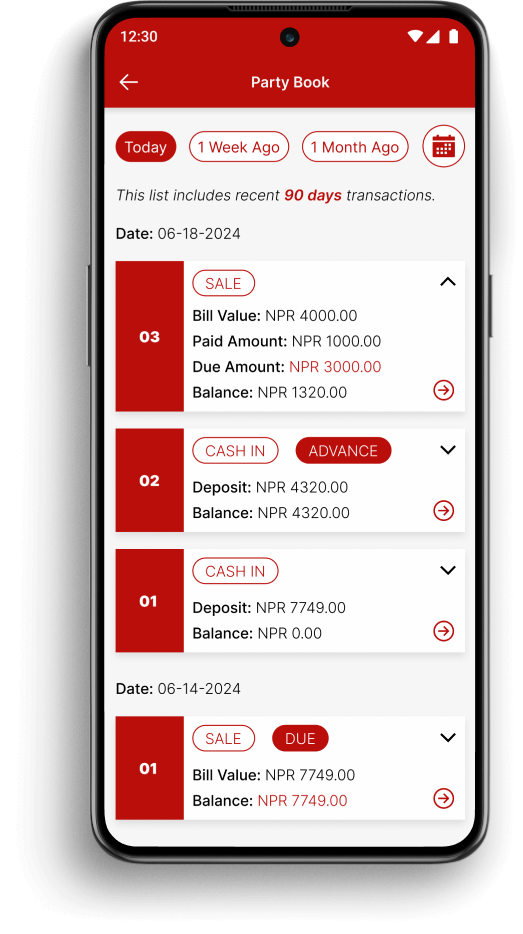 12:30
Party Book
Today 1 Week Ago 1 Month Ago
This list includes recent 90 days transactions.
Date: 06-18-2024
SALE
03
Bill Value: NPR 4000.00
Paid Amount: NPR 1000.00
Due Amount: NPR 3000.00
Balance: NPR 1320.00
CASH IN ADVANCE
02
Deposit: NPR 4320.00
Balance: NPR 4320.00
CASH IN
01
Deposit: NPR 7749.00
Balance: NPR 0.00
Date: 06-14-2024
SALE DUE
01
Bill Value: NPR 7749.00
Balance: NPR 7749.00